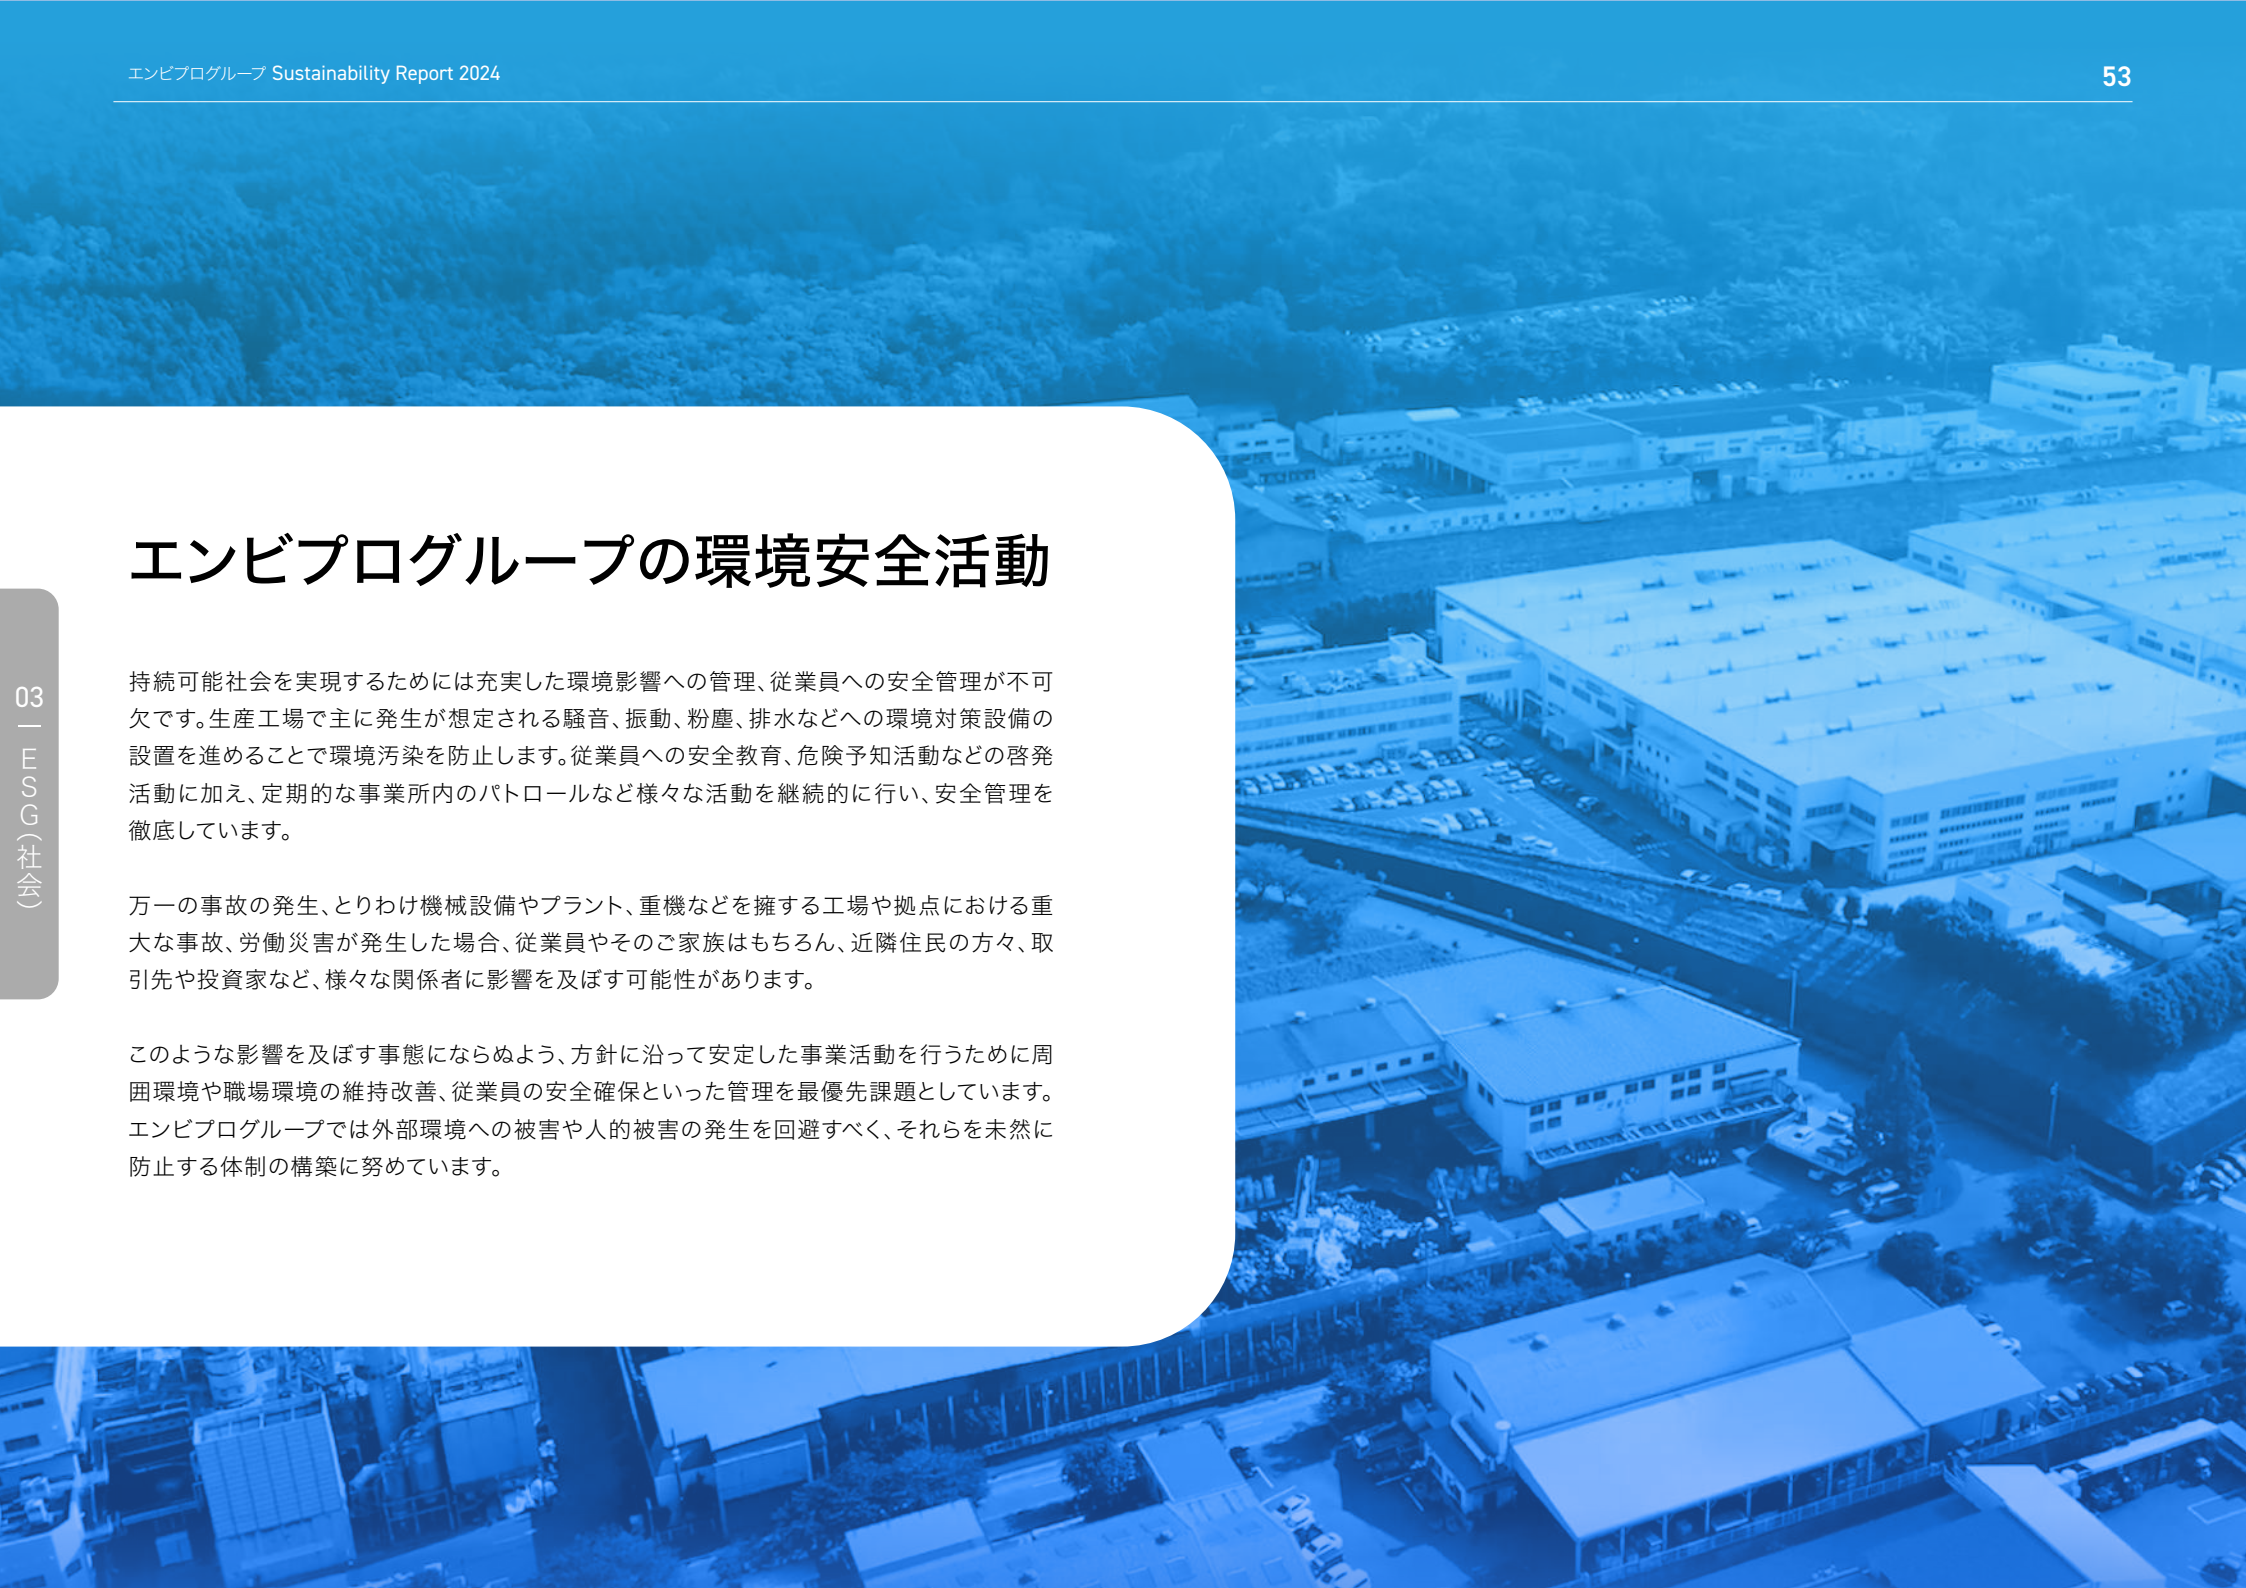 エンビプログループ Sustainability Report 2024
53
エンビプログループの環境安全活動
持続可能社会を実現するためには充実した環境影響への管理、従業員への安全管理が不可
欠です。生産工場で主に発生が想定される騒音、振動、粉塵、排水などへの環境対策設備の
設置を進めることで環境汚染を防止します。従業員への安全教育、危険予知活動などの啓発
活動に加え、定期的な事業所内のパトロールなど様々な活動を継続的に行い、安全管理を
徹底しています。
万一の事故の発生、とりわけ機械設備やプラント、重機などを擁する工場や拠点における重
大な事故、労働災害が発生した場合、従業員やそのご家族はもちろん、近隣住民の方々、取
引先や投資家など、様々な関係者に影響を及ぼす可能性があります。
このような影響を及ぼす事態にならぬよう、方針に沿って安定した事業活動を行うために周
囲環境や職場環境の維持改善、従業員の安全確保といった管理を最優先課題としています。
エンビプログループでは外部環境への被害や人的被害の発生を回避すべく、それらを未然に
防止する体制の構築に努めています。
03 — ESG（社会）